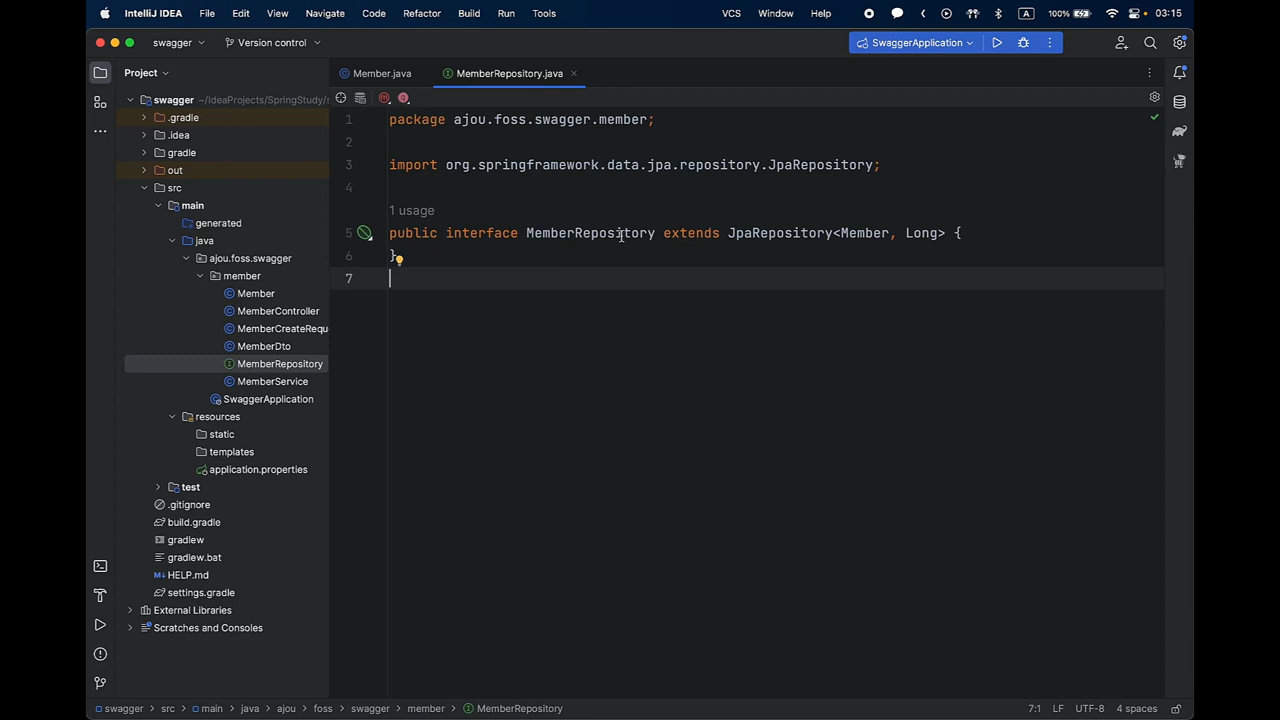 IntelliJ IDEA File Edit View Navigate Code Refactor Build Run Tools VCS Window Help A 100% 03:15
swagger Version control SwaggerApplication
Project Member.java MemberRepository.java
swagger ~/IdeaProjects/SpringStudy/s
.gradle
.idea
gradle
out
src
main
generated
java
ajou.foss.swagger
member
Member
MemberController
MemberCreateRequ
MemberDto
MemberRepository
MemberService
SwaggerApplication
resources
static
templates
application.properties
test
.gitignore
build.gradle
gradlew
gradlew.bat
HELP.md
settings.gradle
External Libraries
Scratches and Consoles
1 package ajou.foss.swagger.member;
2
3 import org.springframework.data.jpa.repository.JpaRepository;
4
1 usage
5 public interface MemberRepository extends JpaRepository<Member, Long> {
6 }
7
swagger > src > main > java > ajou > foss > swagger > member > MemberRepository 7:1 LF UTF-8 4 spaces